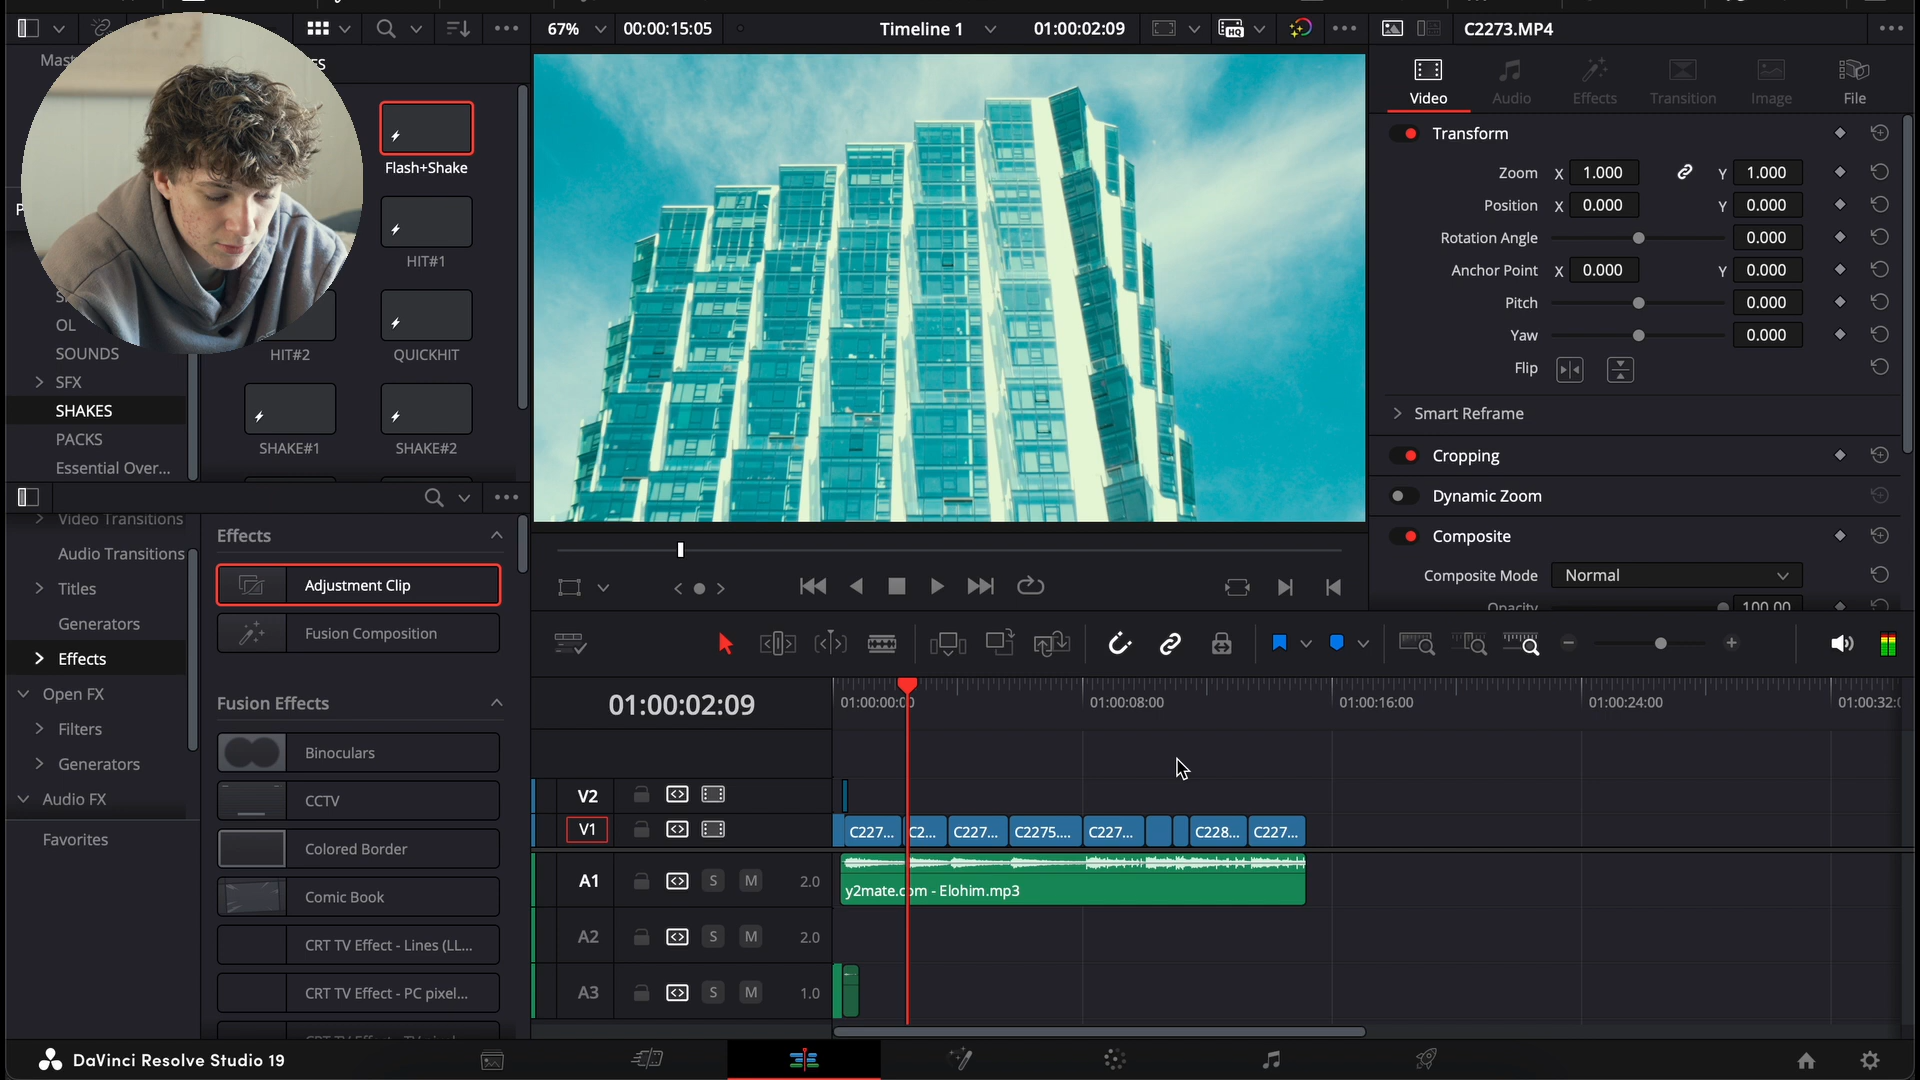 67%
00:00:15:05
Timeline 1
01:00:02:09
HQ
C2273.MP4
Mas
ES
Video
Audio
Effects
Transition
Image
File
Flash+Shake
HIT#1
HIT#2
QUICKHIT
SHAKE#1
SHAKE#2
OL
SOUNDS
SFX
SHAKES
PACKS
Essential Over...
Transform
Zoom X 1.000 Y 1.000
Position X 0.000 Y 0.000
Rotation Angle 0.000
Anchor Point X 0.000 Y 0.000
Pitch 0.000
Yaw 0.000
Flip
Smart Reframe
Cropping
Dynamic Zoom
Composite
Composite Mode Normal
Opacity 100.00
Video Transitions
Audio Transitions
Titles
Generators
Effects
Open FX
Filters
Generators
Audio FX
Favorites
Effects
Adjustment Clip
Fusion Composition
Fusion Effects
Binoculars
CCTV
Colored Border
Comic Book
CRT TV Effect - Lines (LL...
CRT TV Effect - PC pixel...
01:00:02:09
01:00:00:00
01:00:08:00
01:00:16:00
01:00:24:00
01:00:32:0
V2
V1
C227...
C2...
C227...
C2275....
C227...
C228...
C227...
A1 S M 2.0
y2mate.com - Elohim.mp3
A2 S M 2.0
A3 S M 1.0
DaVinci Resolve Studio 19